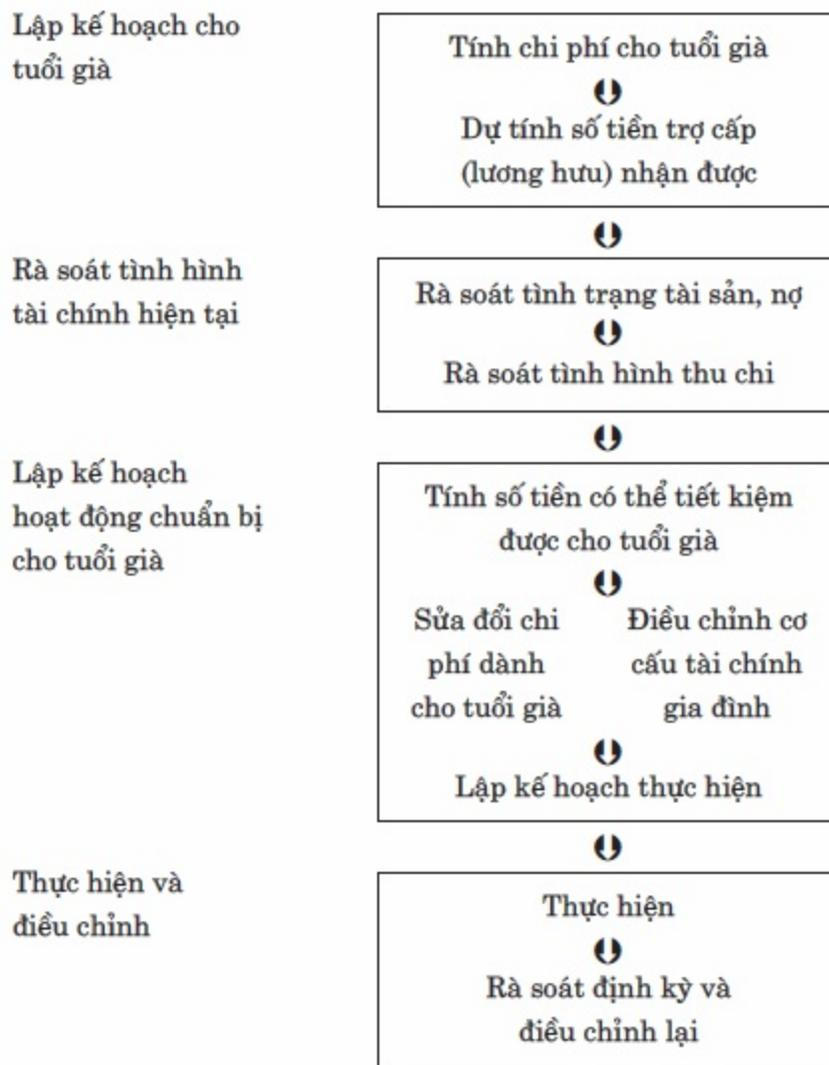 Lập kế hoạch cho
tuổi già
Tính chi phí cho tuổi già
Dự tính số tiền trợ cấp
(lương hưu) nhận được
Rà soát tình hình
tài chính hiện tại
Rà soát tình trạng tài sản, nợ
Rà soát tình hình thu chi
Lập kế hoạch
hoạt động chuẩn bị
cho tuổi già
Tính số tiền có thể tiết kiệm
được cho tuổi già
Sửa đổi chi
phí dành
cho tuổi già
Điều chỉnh cơ
cấu tài chính
gia đình
Lập kế hoạch thực hiện
Thực hiện và
điều chỉnh
Thực hiện
Rà soát định kỳ và
điều chỉnh lại